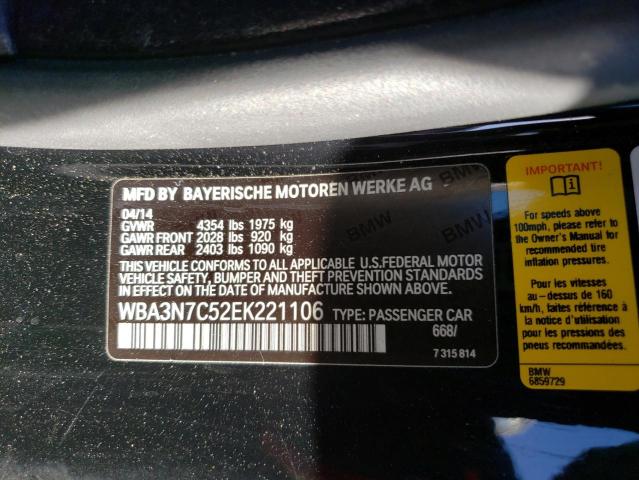 MFD BY BAYERISCHE MOTOREN WERKE AG
04/14
GVWR 4354 lbs 1975 kg
GAWR FRONT 2028 lbs 920 kg
GAWR REAR 2403 lbs 1090 kg
THIS VEHICLE CONFORMS TO ALL APPLICABLE U.S.FEDERAL MOTOR
VEHICLE SAFETY, BUMPER, AND THEFT PREVENTION STANDARDS
IN EFFECT ON THE DATE OF MANUFACTURE SHOWN ABOVE.
WBA3N7C52EK221106 TYPE: PASSENGER CAR
668/
7 315 814
BMW
BMW
IMPORTANT!
For speeds above
100mph, please refer to
the Owner's Manual for
recommended tire
inflation pressures.
Pour les vitesses
au - dessus de 160
km/h, faites référence à
la notice d'utilisation
pour les pressions des
pneus recommandées.
BMW
6859729